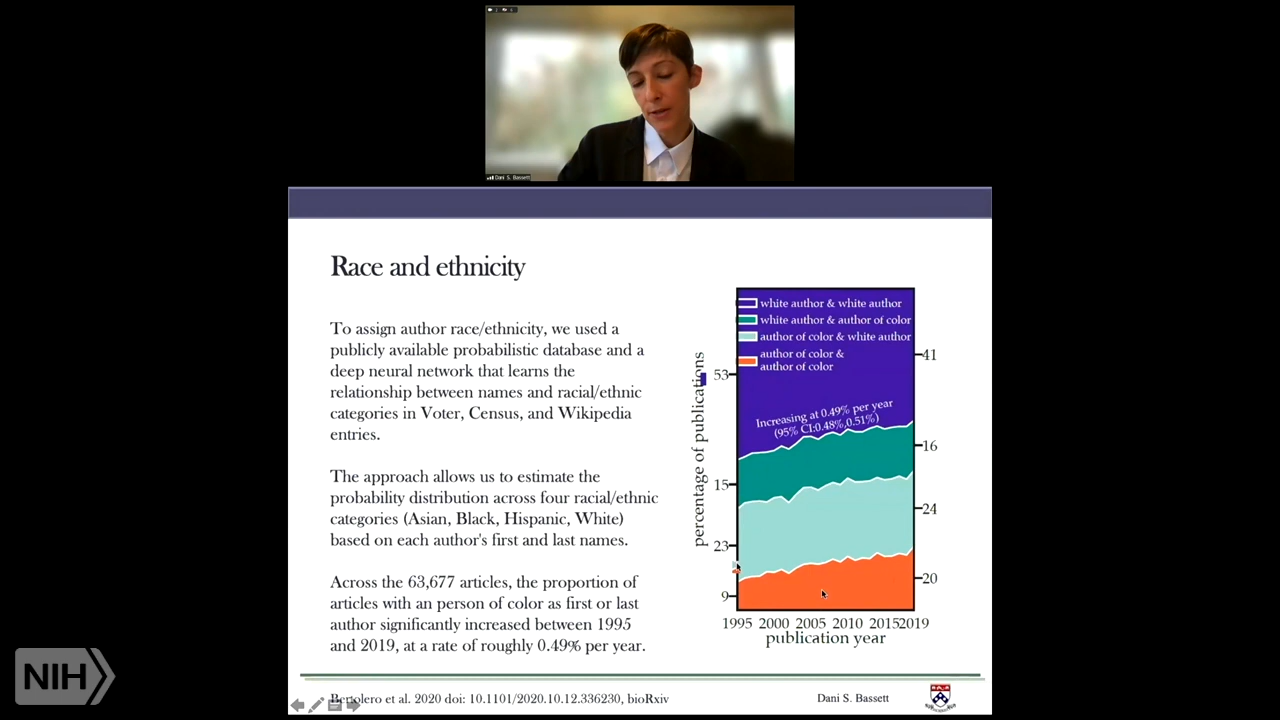 Dani S. Bassett
Race and ethnicity
To assign author race/ethnicity, we used a
publicly available probabilistic database and a
deep neural network that learns the
relationship between names and racial/ethnic
categories in Voter, Census, and Wikipedia
entries.
The approach allows us to estimate the
probability distribution across four racial/ethnic
categories (Asian, Black, Hispanic, White)
based on each author's first and last names.
Across the 63,677 articles, the proportion of
articles with an person of color as first or last
author significantly increased between 1995
and 2019, at a rate of roughly 0.49% per year.
white author & white author
white author & author of color
author of color & white author
author of color &
author of color
Increasing at 0.49% per year
(95% CI:0.48%,0.51%)
percentage of publications
53
15
23
9
41
16
24
20
1995 2000 2005 2010 2015 2019
publication year
NIH
Bertolero et al. 2020 doi: 10.1101/2020.10.12.336230, bioRxiv
Dani S. Bassett